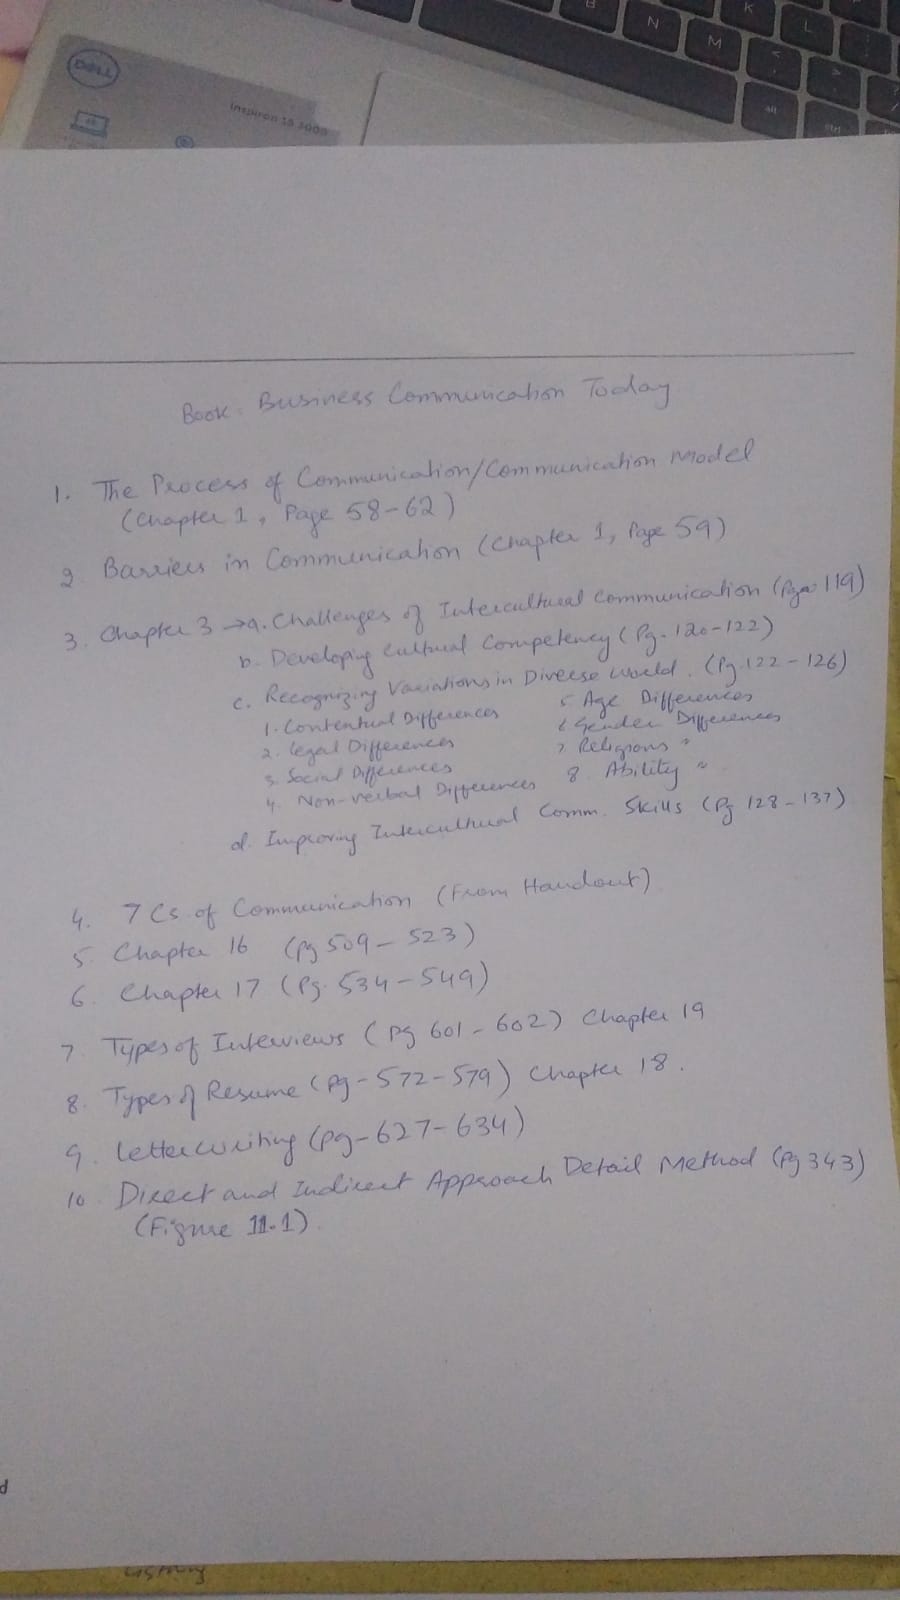 DELL
inspiron 15 3000
B N M K L
alt
ctrl
Book: Business Communication Today
1. The Process of Communication/Communication Model
(Chapter 1, Page 58-62)
2 Barriers in Communication (Chapter 1, Page 59)
3. Chapter 3 → a. Challenges of Intercultural Communication (Page 119)
b. Developing Cultural Competency (Pg. 120-122)
c. Recognizing Variations in Diverse World. (Pg. 122-126)
1. Contextual Differences
2. Legal Differences
3. Social Differences
4. Non-verbal Differences
5. Age Differences
6 Gender Differences
7 Religions "
8. Ability "
d. Improving Intercultural Comm. Skills (Pg 128-137)
4. 7 Cs of Communication (From Handout)
5 Chapter 16 (pg 509-523)
6. Chapter 17 (Pg. 534-549)
7 Types of Interviews (pg 601-602) Chapter 19
8. Types of Resume (Pg-572-579) Chapter 18.
9. Letter writing (pg-627-634)
10 Direct and Indirect Approach Detail Method (Pg 343)
(Figure 11.1)